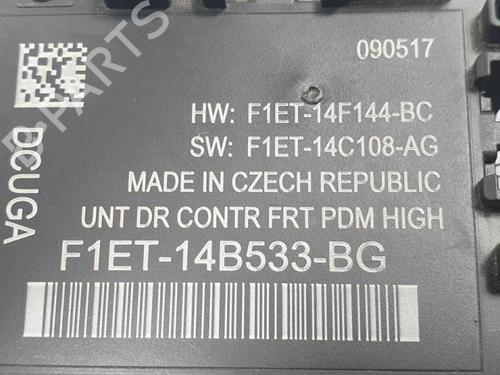 090517
HW: F1ET-14F144-BC
SW: F1ET-14C108-AG
MADE IN CZECH REPUBLIC
UNT DR CONTR FRT PDM HIGH
F1ET-14B533-BG
DCUGA
B-PARTS